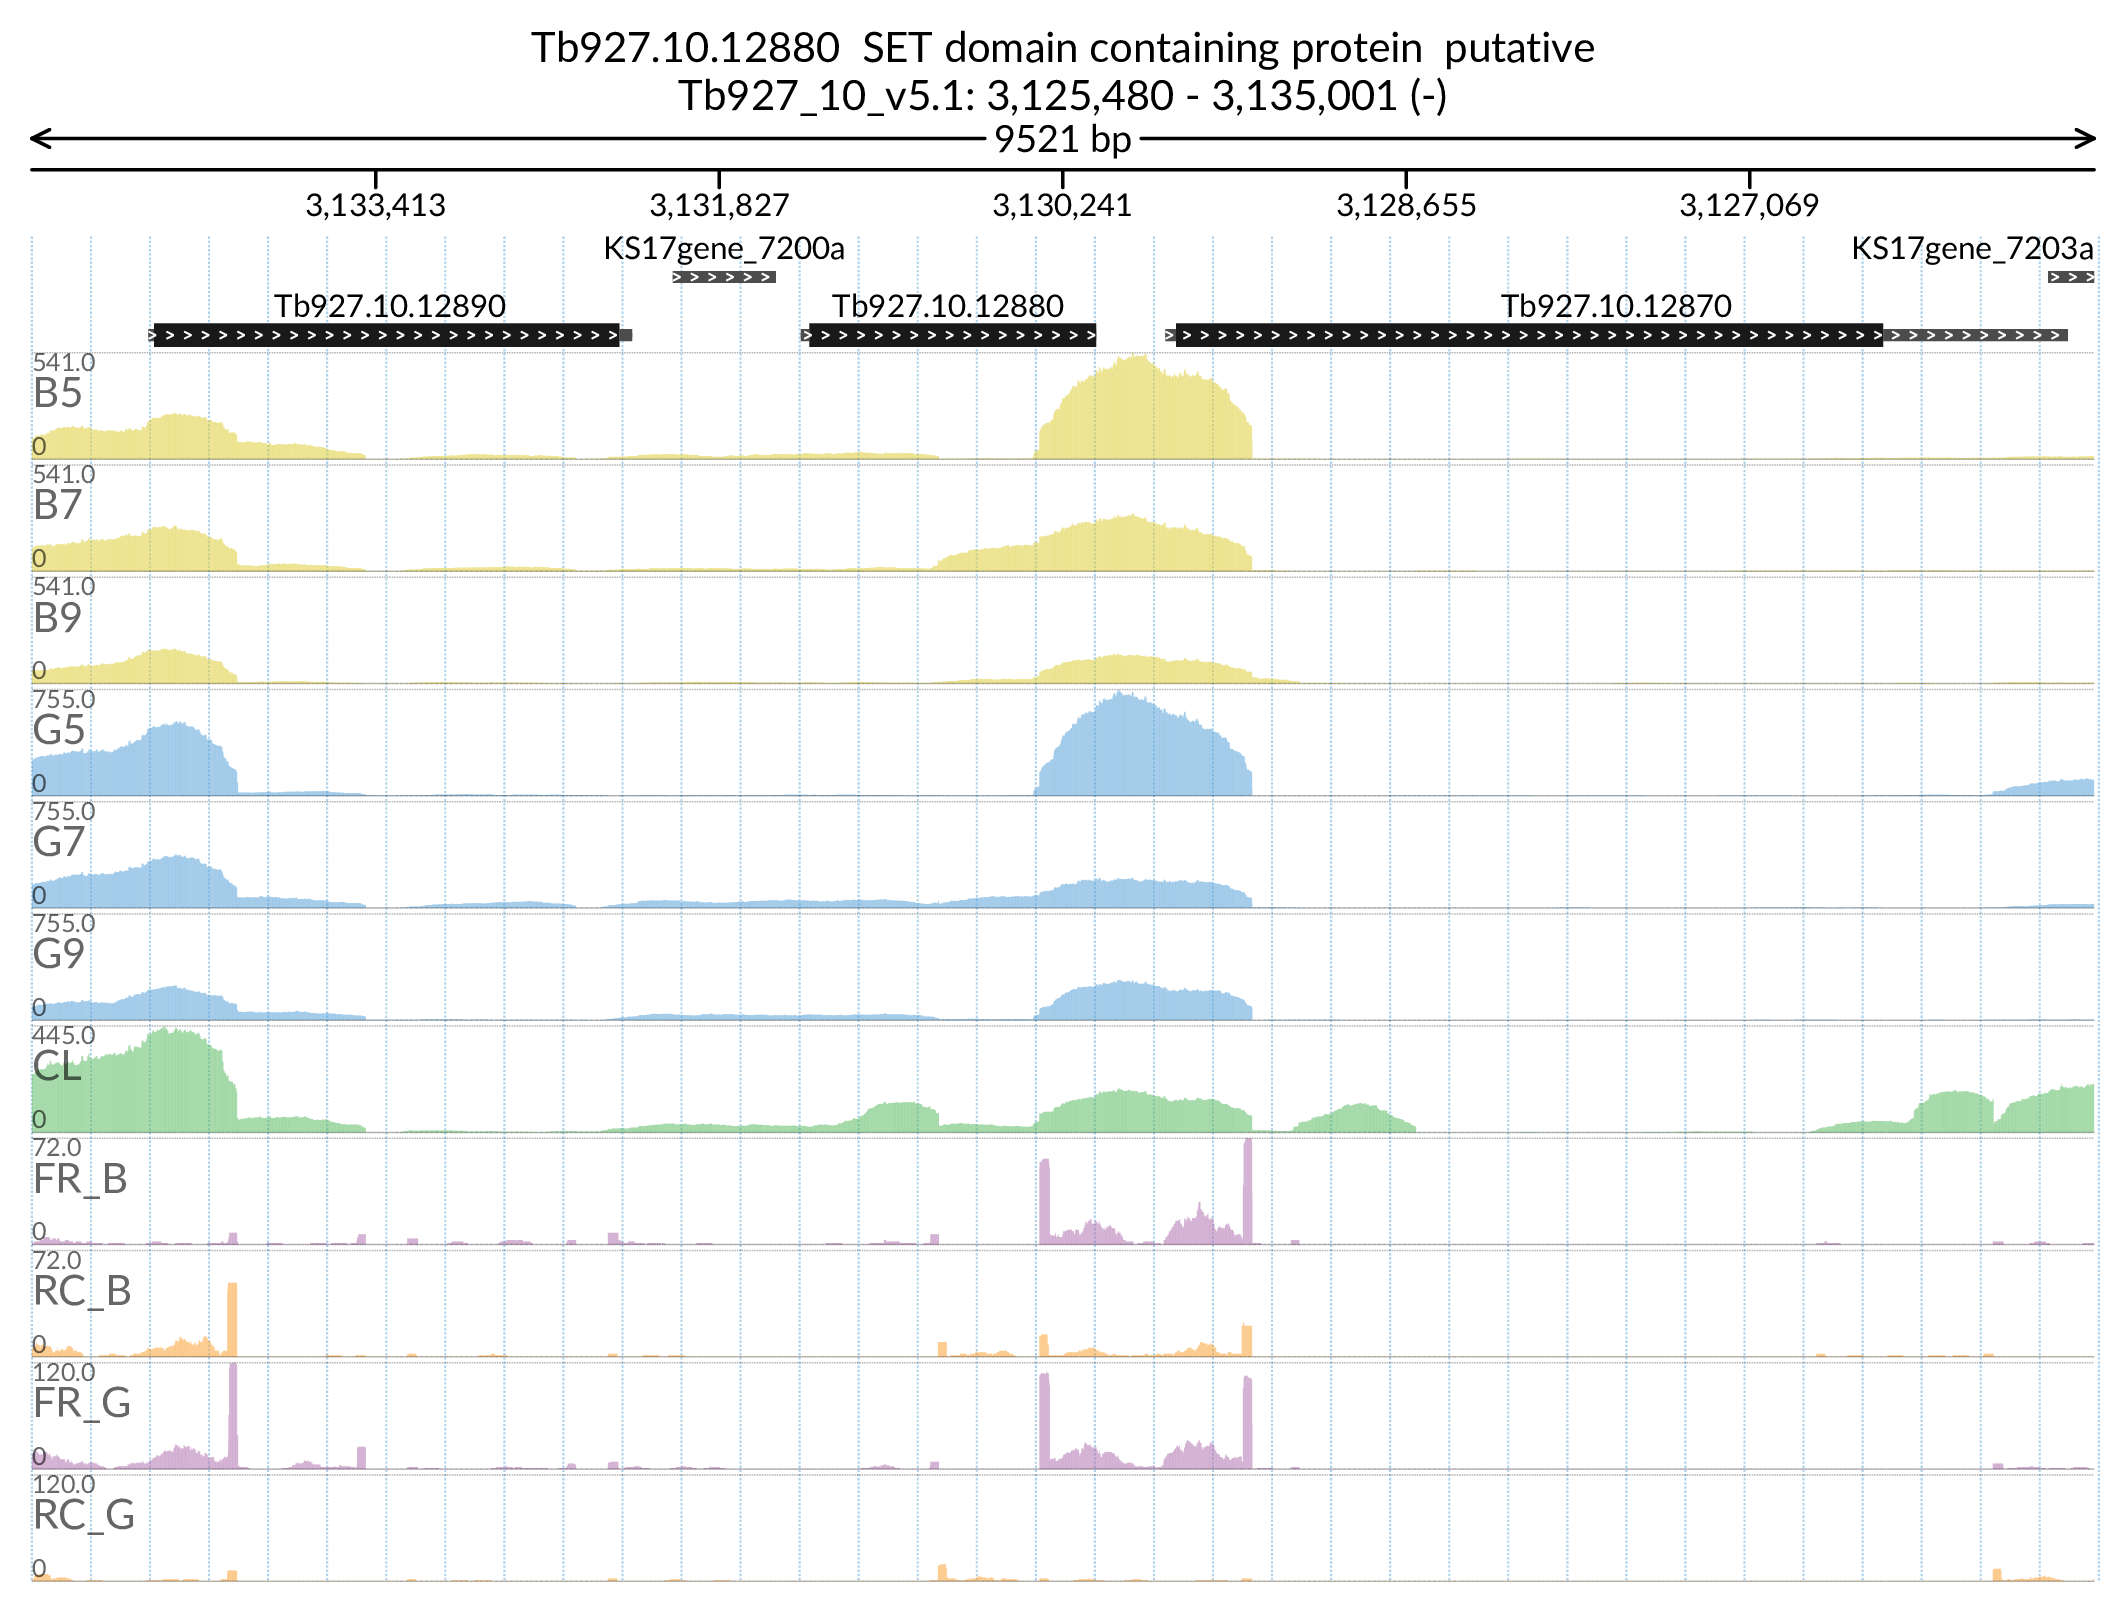 Tb927.10.12880  SET domain containing protein  putative
Tb927_10_v5.1: 3,125,480 - 3,135,001 (-)
9521 bp
3,133,413 3,131,827 3,130,241 3,128,655 3,127,069
KS17gene_7200a KS17gene_7203a
Tb927.10.12890 Tb927.10.12880 Tb927.10.12870
541.0
B5
0
541.0
B7
0
541.0
B9
0
755.0
G5
0
755.0
G7
0
755.0
G9
0
445.0
CL
0
72.0
FR_B
0
72.0
RC_B
0
120.0
FR_G
0
120.0
RC_G
0